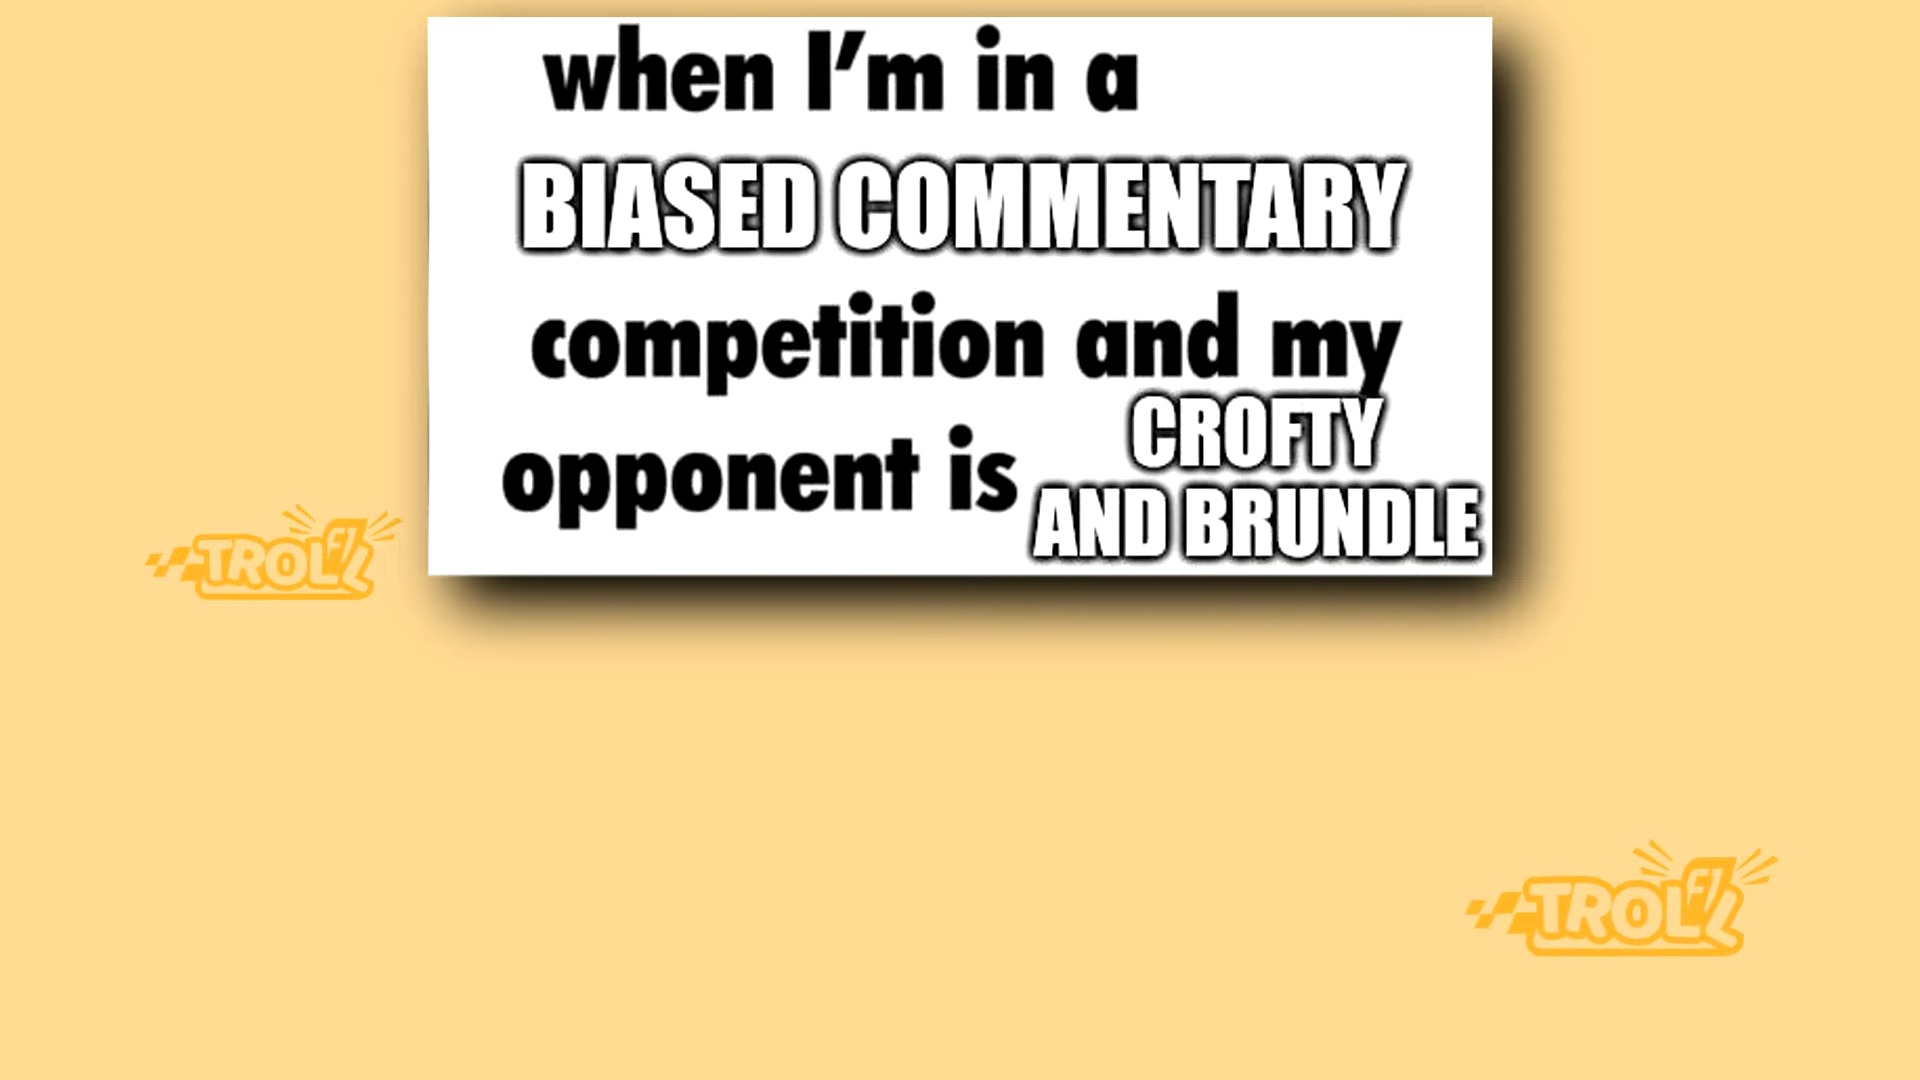 when I'm in a
BIASED COMMENTARY
competition and my
opponent is CROFTY
AND BRUNDLE
TROLL F1
TROLL F1